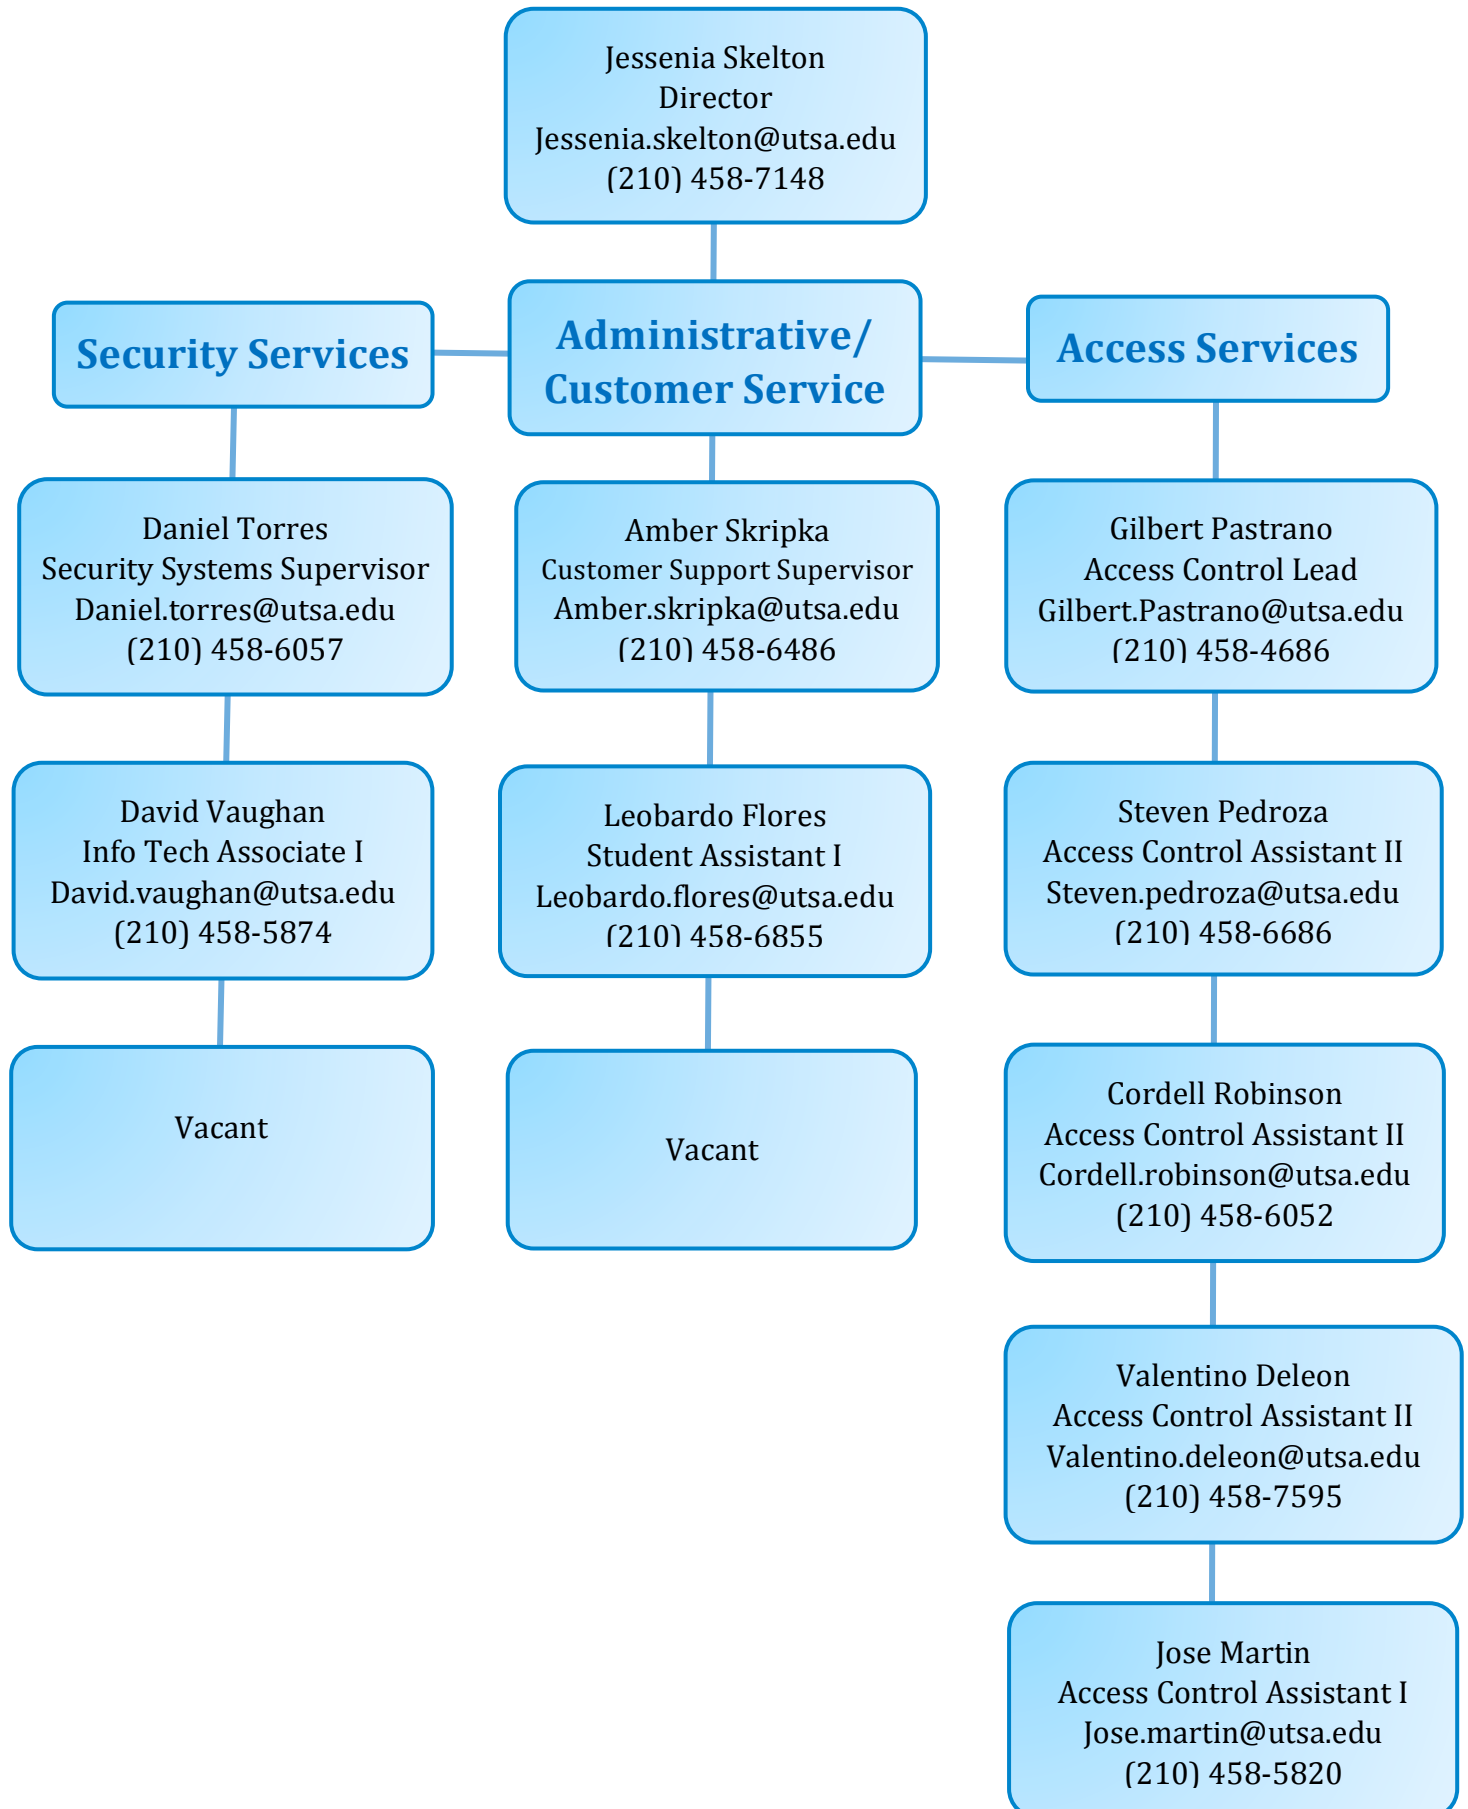 Jessenia Skelton
Director
Jessenia.skelton@utsa.edu
(210) 458-7148
Security Services
Administrative/
Customer Service
Access Services
Daniel Torres
Security Systems Supervisor
Daniel.torres@utsa.edu
(210) 458-6057
Amber Skripka
Customer Support Supervisor
Amber.skripka@utsa.edu
(210) 458-6486
Gilbert Pastrano
Access Control Lead
Gilbert.Pastrano@utsa.edu
(210) 458-4686
David Vaughan
Info Tech Associate I
David.vaughan@utsa.edu
(210) 458-5874
Leobardo Flores
Student Assistant I
Leobardo.flores@utsa.edu
(210) 458-6855
Steven Pedroza
Access Control Assistant II
Steven.pedroza@utsa.edu
(210) 458-6686
Vacant
Vacant
Cordell Robinson
Access Control Assistant II
Cordell.robinson@utsa.edu
(210) 458-6052
Valentino Deleon
Access Control Assistant II
Valentino.deleon@utsa.edu
(210) 458-7595
Jose Martin
Access Control Assistant I
Jose.martin@utsa.edu
(210) 458-5820